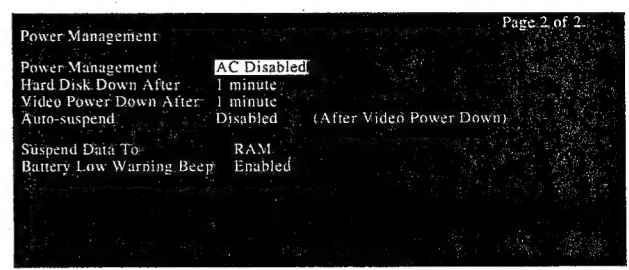 Page 2 of 2
Power Management
Power Management AC Disabled
Hard Disk Down After 1 minute
Video Power Down After 1 minute
Auto-suspend Disabled (After Video Power Down)
Suspend Data To RAM
Battery Low Warning Beep Enabled